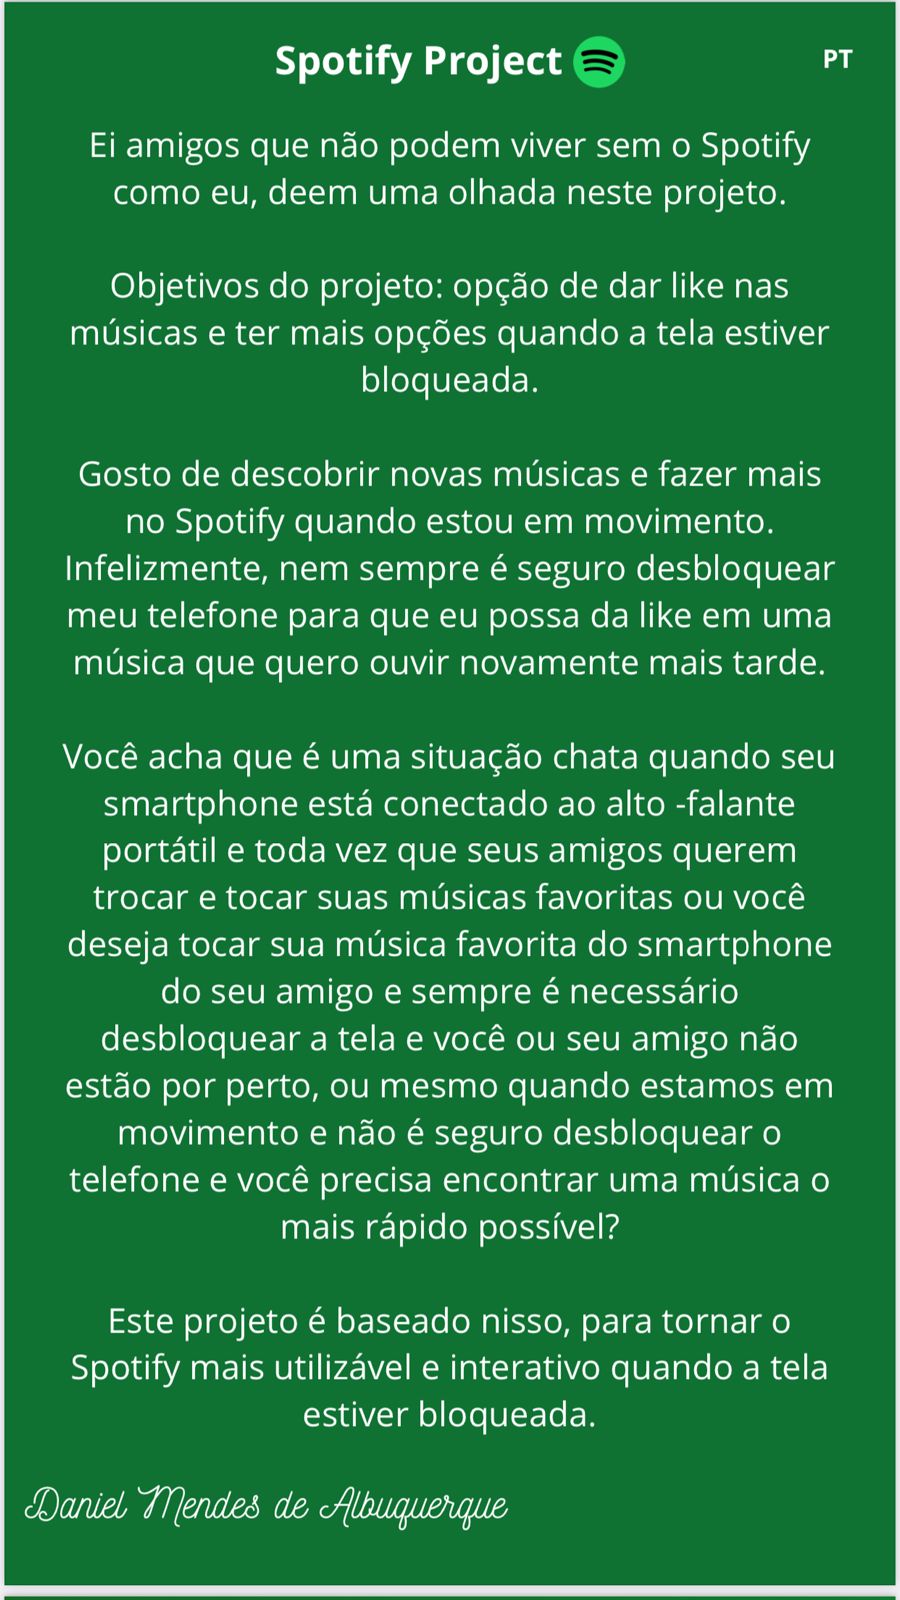 Spotify Project
PT
Ei amigos que não podem viver sem o Spotify
como eu, deem uma olhada neste projeto.
Objetivos do projeto: opção de dar like nas
músicas e ter mais opções quando a tela estiver
bloqueada.
Gosto de descobrir novas músicas e fazer mais
no Spotify quando estou em movimento.
Infelizmente, nem sempre é seguro desbloquear
meu telefone para que eu possa da like em uma
música que quero ouvir novamente mais tarde.
Você acha que é uma situação chata quando seu
smartphone está conectado ao alto -falante
portátil e toda vez que seus amigos querem
trocar e tocar suas músicas favoritas ou você
deseja tocar sua música favorita do smartphone
do seu amigo e sempre é necessário
desbloquear a tela e você ou seu amigo não
estão por perto, ou mesmo quando estamos em
movimento e não é seguro desbloquear o
telefone e você precisa encontrar uma música o
mais rápido possível?
Este projeto é baseado nisso, para tornar o
Spotify mais utilizável e interativo quando a tela
estiver bloqueada.
Daniel Mendes de Albuquerque